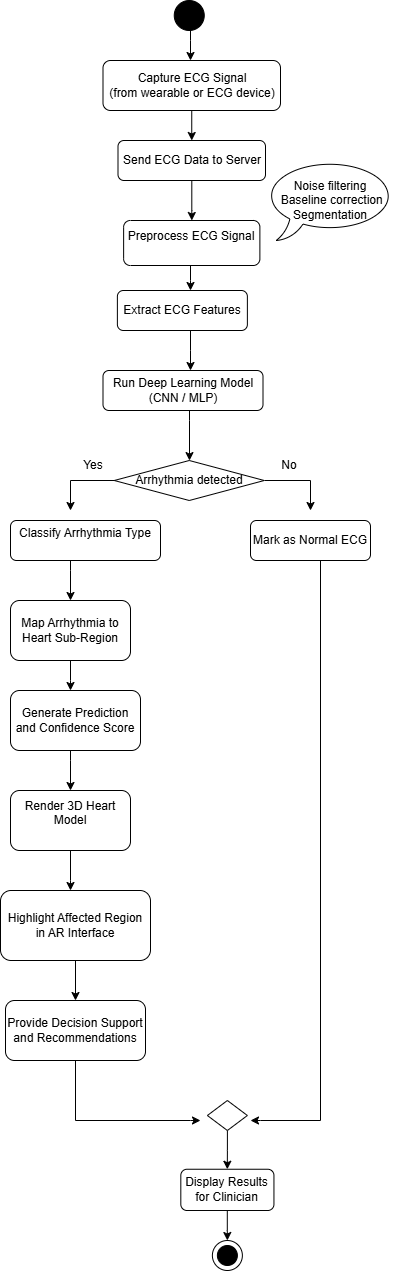 Capture ECG Signal
(from wearable or ECG device)
Send ECG Data to Server
Noise filtering
Baseline correction
Segmentation
Preprocess ECG Signal
Extract ECG Features
Run Deep Learning Model
(CNN / MLP)
Arrhythmia detected
Yes
No
Classify Arrhythmia Type
Mark as Normal ECG
Map Arrhythmia to
Heart Sub-Region
Generate Prediction
and Confidence Score
Render 3D Heart
Model
Highlight Affected Region
in AR Interface
Provide Decision Support
and Recommendations
Display Results
for Clinician